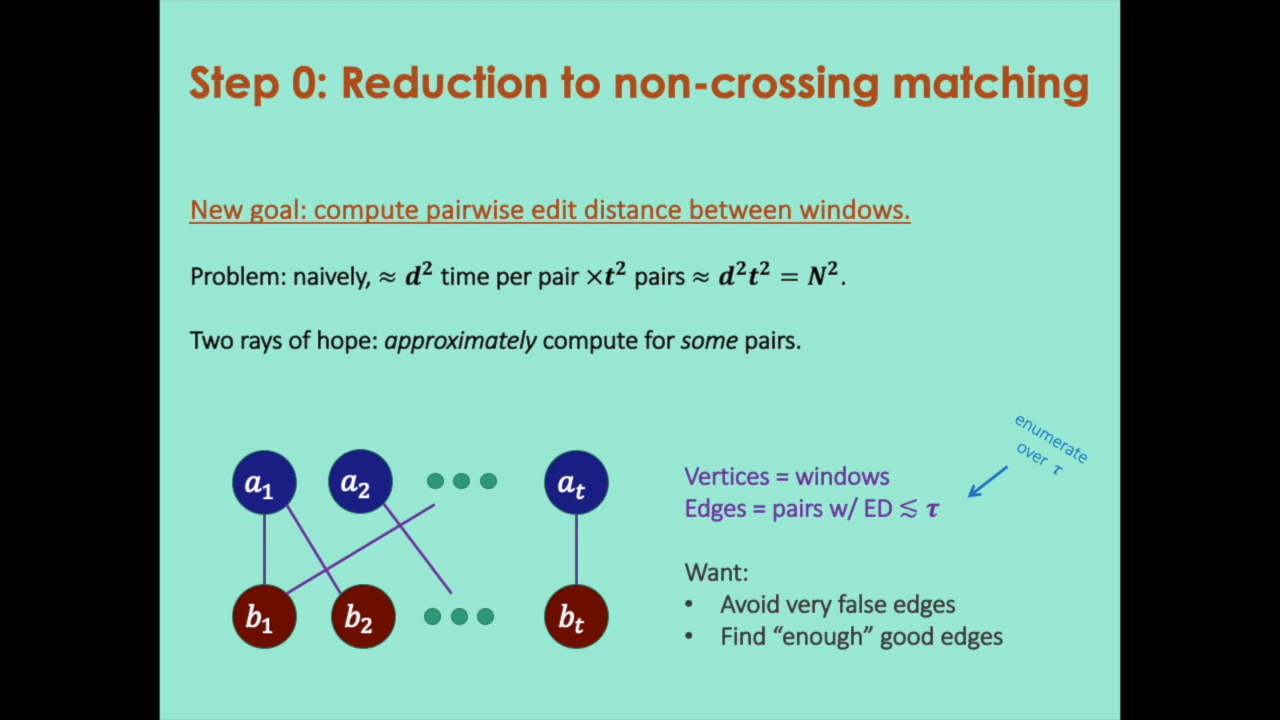 Step 0: Reduction to non-crossing matching
New goal: compute pairwise edit distance between windows.
Problem: naively, ≈ d² time per pair ×t² pairs ≈ d²t² = N².
Two rays of hope: approximately compute for some pairs.
enumerate
over τ
a₁ a₂ aₜ
Vertices = windows
Edges = pairs w/ ED ≲ τ
Want:
• Avoid very false edges
b₁ b₂ bₜ
• Find “enough” good edges